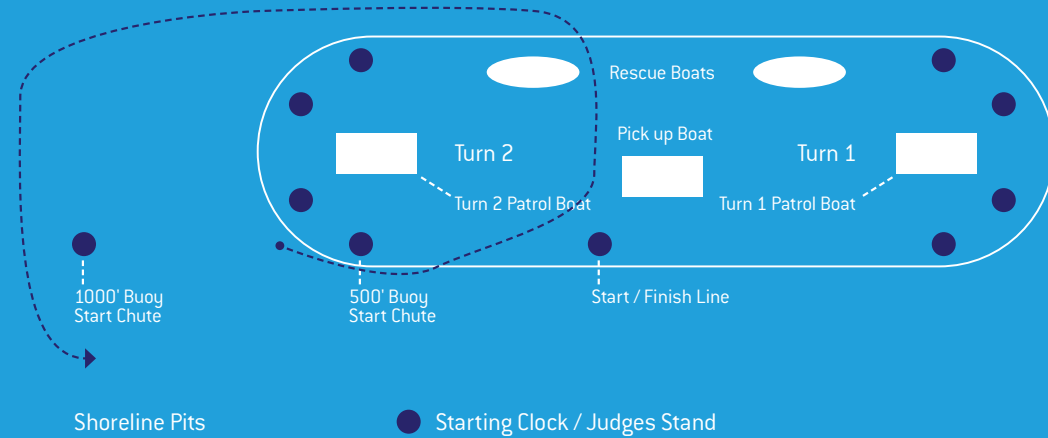 Rescue Boats
Pick up Boat
Turn 2
Turn 1
Turn 2 Patrol Boat
Turn 1 Patrol Boat
1000' Buoy
Start Chute
500' Buoy
Start Chute
Start / Finish Line
Shoreline Pits
Starting Clock / Judges Stand